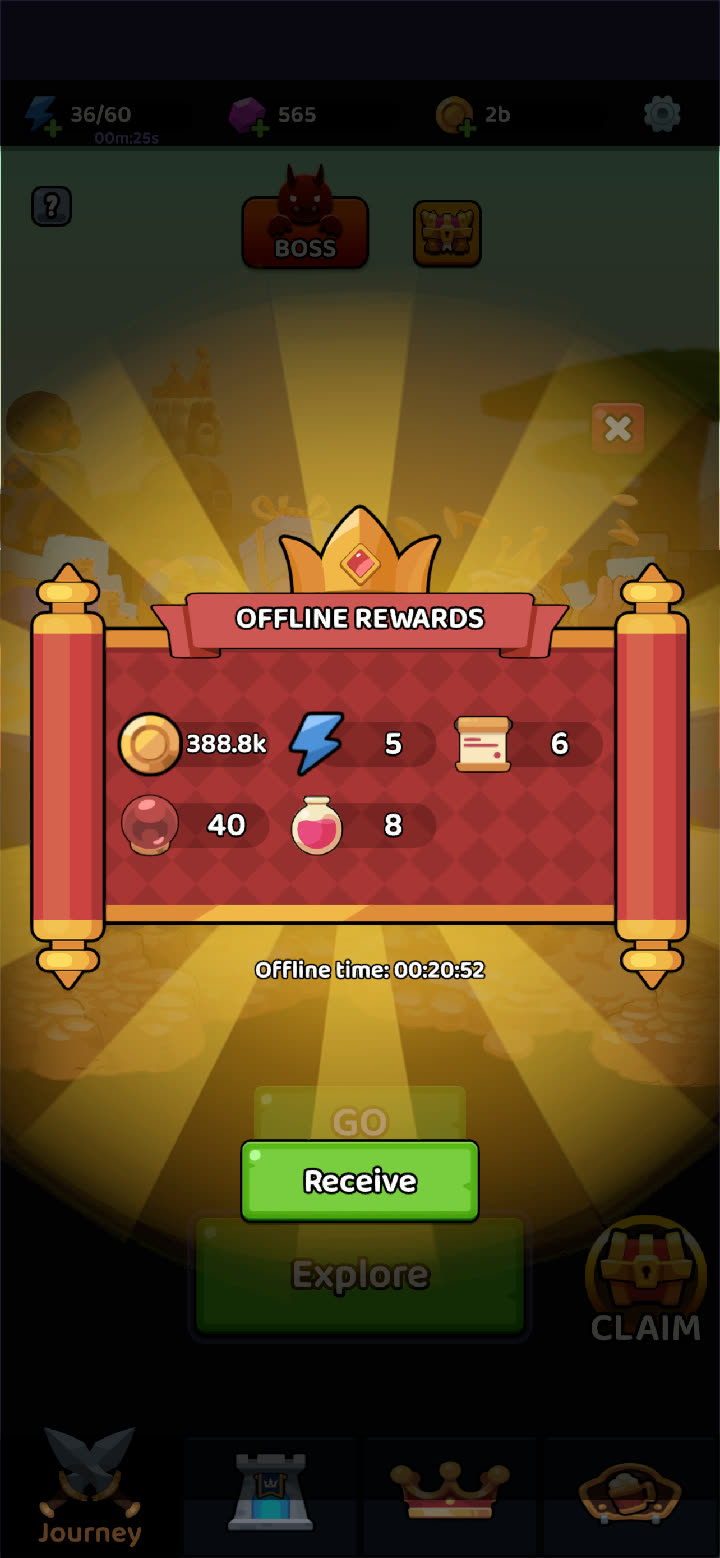 36/60
00m:25s
565
2b
?
BOSS
OFFLINE REWARDS
388.8k
5
6
40
8
Offline time: 00:20:52
GO
Receive
Explore
CLAIM
Journey